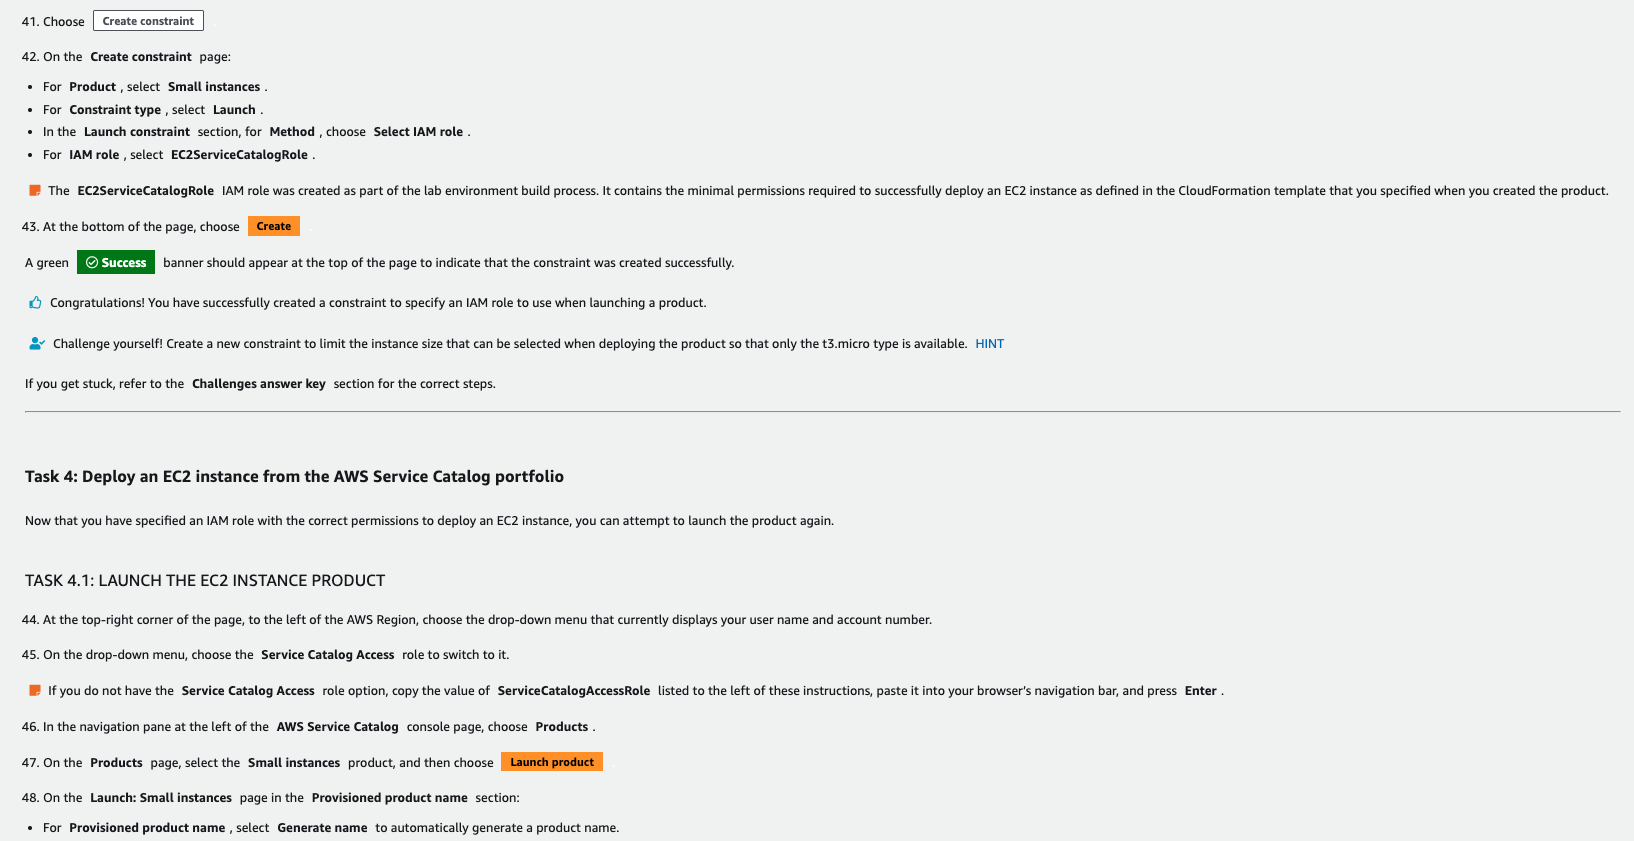 41. Choose Create constraint
42. On the Create constraint page:
• For Product , select Small instances .
• For Constraint type , select Launch .
• In the Launch constraint section, for Method , choose Select IAM role .
• For IAM role , select EC2ServiceCatalogRole .
The EC2ServiceCatalogRole IAM role was created as part of the lab environment build process. It contains the minimal permissions required to successfully deploy an EC2 instance as defined in the CloudFormation template that you specified when you created the product.
43. At the bottom of the page, choose Create
A green Success banner should appear at the top of the page to indicate that the constraint was created successfully.
Congratulations! You have successfully created a constraint to specify an IAM role to use when launching a product.
Challenge yourself! Create a new constraint to limit the instance size that can be selected when deploying the product so that only the t3.micro type is available. HINT
If you get stuck, refer to the Challenges answer key section for the correct steps.
Task 4: Deploy an EC2 instance from the AWS Service Catalog portfolio
Now that you have specified an IAM role with the correct permissions to deploy an EC2 instance, you can attempt to launch the product again.
TASK 4.1: LAUNCH THE EC2 INSTANCE PRODUCT
44. At the top-right corner of the page, to the left of the AWS Region, choose the drop-down menu that currently displays your user name and account number.
45. On the drop-down menu, choose the Service Catalog Access role to switch to it.
If you do not have the Service Catalog Access role option, copy the value of ServiceCatalogAccessRole listed to the left of these instructions, paste it into your browser’s navigation bar, and press Enter .
46. In the navigation pane at the left of the AWS Service Catalog console page, choose Products .
47. On the Products page, select the Small instances product, and then choose Launch product
48. On the Launch: Small instances page in the Provisioned product name section:
• For Provisioned product name , select Generate name to automatically generate a product name.